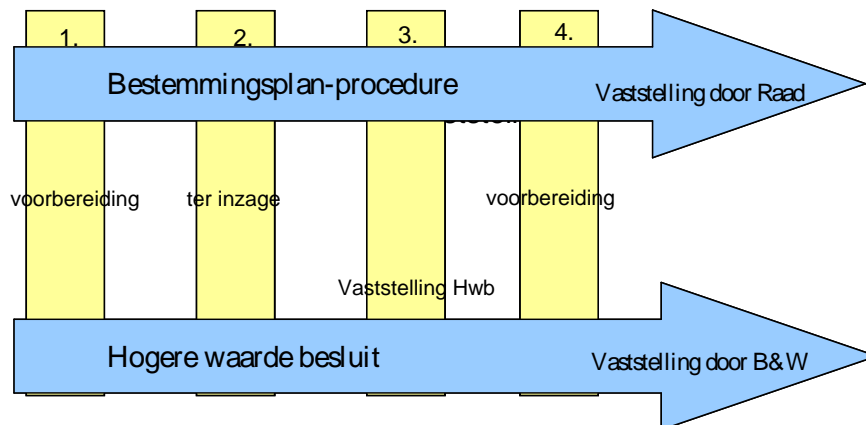 1.
2.
3.
4.
Bestemmingsplan-procedure
Vaststelling door Raad
voorbereiding
ter inzage
voorbereiding
Vaststelling Hwb
Hogere waarde besluit
Vaststelling door B&W